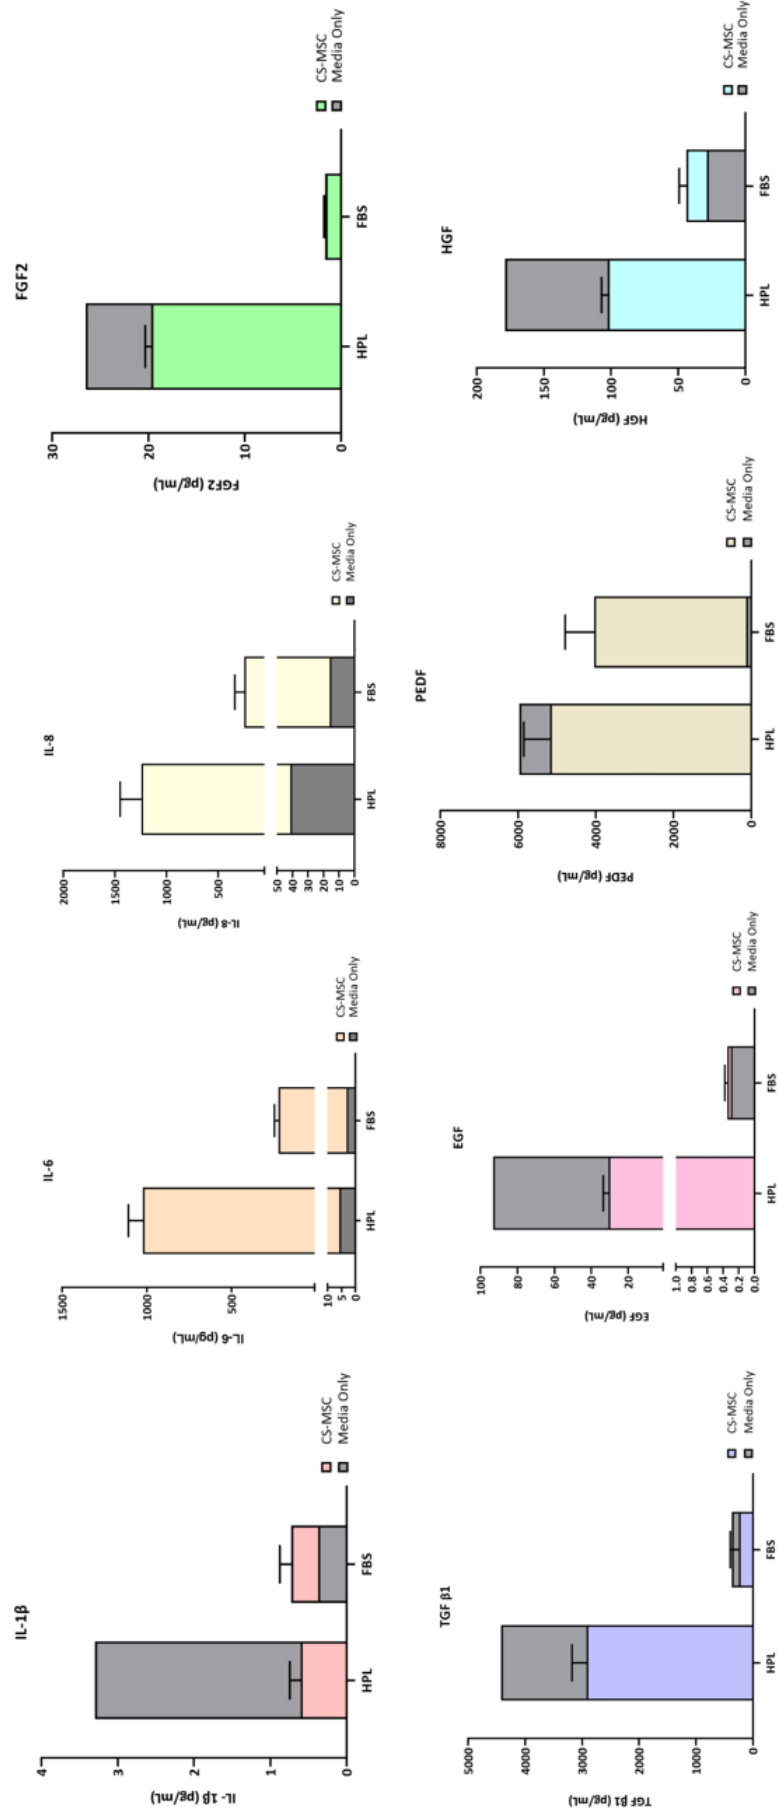 IL-1β
IL - 1β (pg/mL)
4
3
2
1
0
HPL
FBS
CS-MSC
Media Only
IL-6
IL-6 (pg/mL)
1500
1000
500
10
5
0
HPL
FBS
CS-MSC
Media Only
IL-8
IL-8 (pg/mL)
2000
1500
1000
500
50
40
30
20
10
0
HPL
FBS
CS-MSC
Media Only
FGF2
FGF2 (pg/mL)
30
20
10
0
HPL
FBS
CS-MSC
Media Only
TGF β1
TGF β1 (pg/mL)
5000
4000
3000
2000
1000
0
HPL
FBS
CS-MSC
Media Only
EGF
EGF (pg/mL)
100
80
60
40
20
1.0
0.8
0.6
0.4
0.2
0.0
HPL
FBS
CS-MSC
Media Only
PEDF
PEDF (pg/mL)
8000
6000
4000
2000
0
HPL
FBS
CS-MSC
Media Only
HGF
HGF (pg/mL)
200
150
100
50
0
HPL
FBS
CS-MSC
Media Only